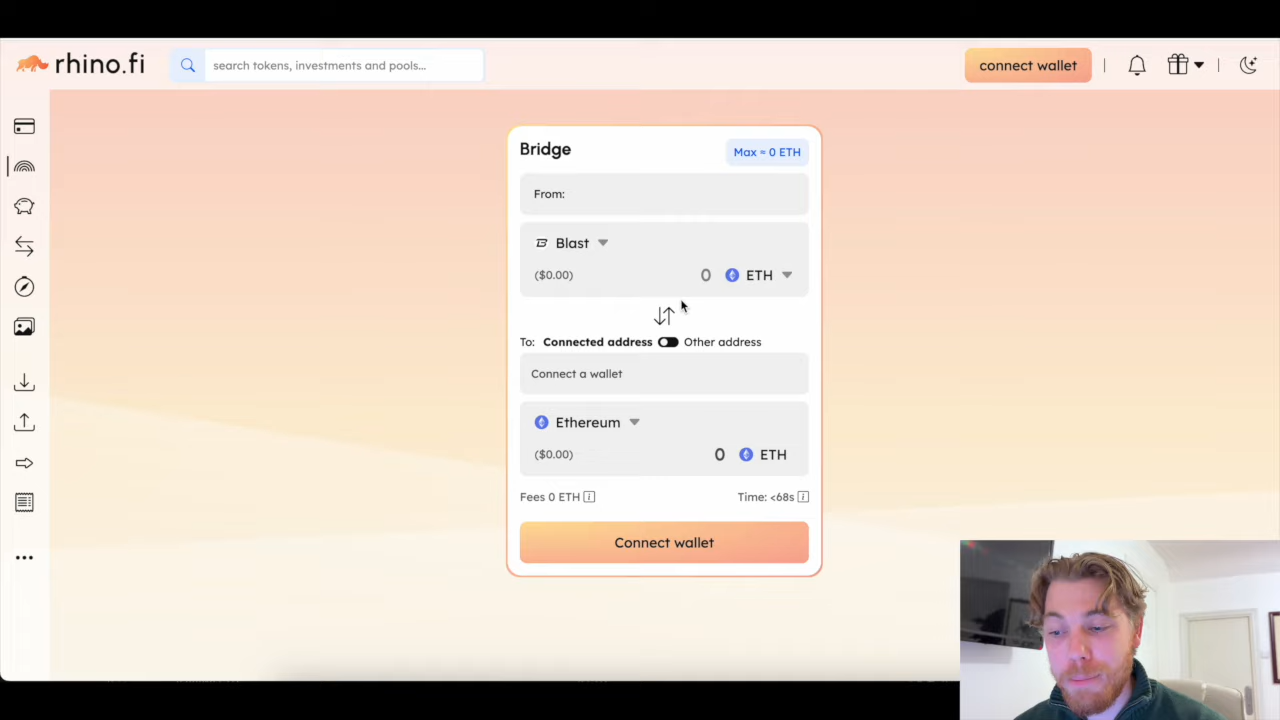 rhino.fi
search tokens, investments and pools...
connect wallet
Bridge
Max ≈ 0 ETH
From:
Blast
($0.00)
0
ETH
To: Connected address
Other address
Connect a wallet
Ethereum
($0.00)
0
ETH
Fees 0 ETH
Time: <68s
Connect wallet